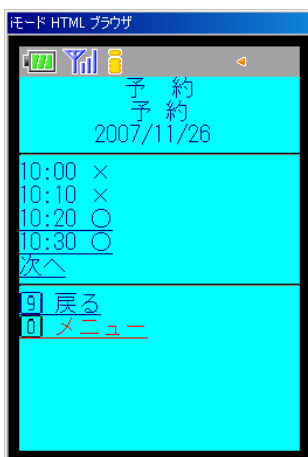 iモード HTML ブラウザ
予　約
予 約
2007/11/26
10:00 ×
10:10 ×
10:20 ○
10:30 ○
次へ
9 戻る
0 メニュー